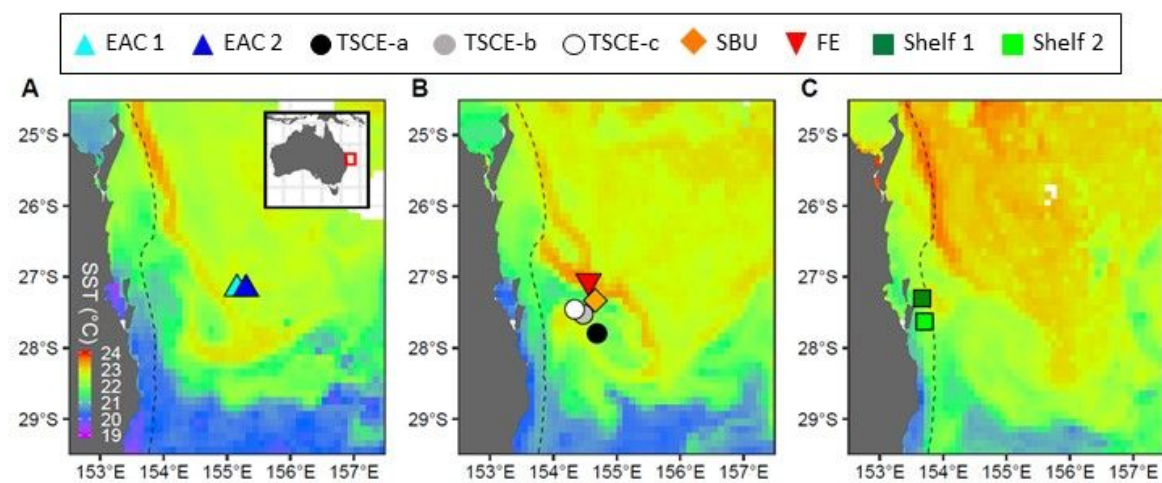 EAC 1 EAC 2 TSCE-a TSCE-b TSCE-c SBU FE Shelf 1 Shelf 2
A B C
25°S 25°S 25°S
26°S 26°S 26°S
27°S 27°S 27°S
28°S 28°S 28°S
29°S 29°S 29°S
SST (°C)
24
23
22
21
20
19
153°E 154°E 155°E 156°E 157°E 153°E 154°E 155°E 156°E 157°E 153°E 154°E 155°E 156°E 157°E